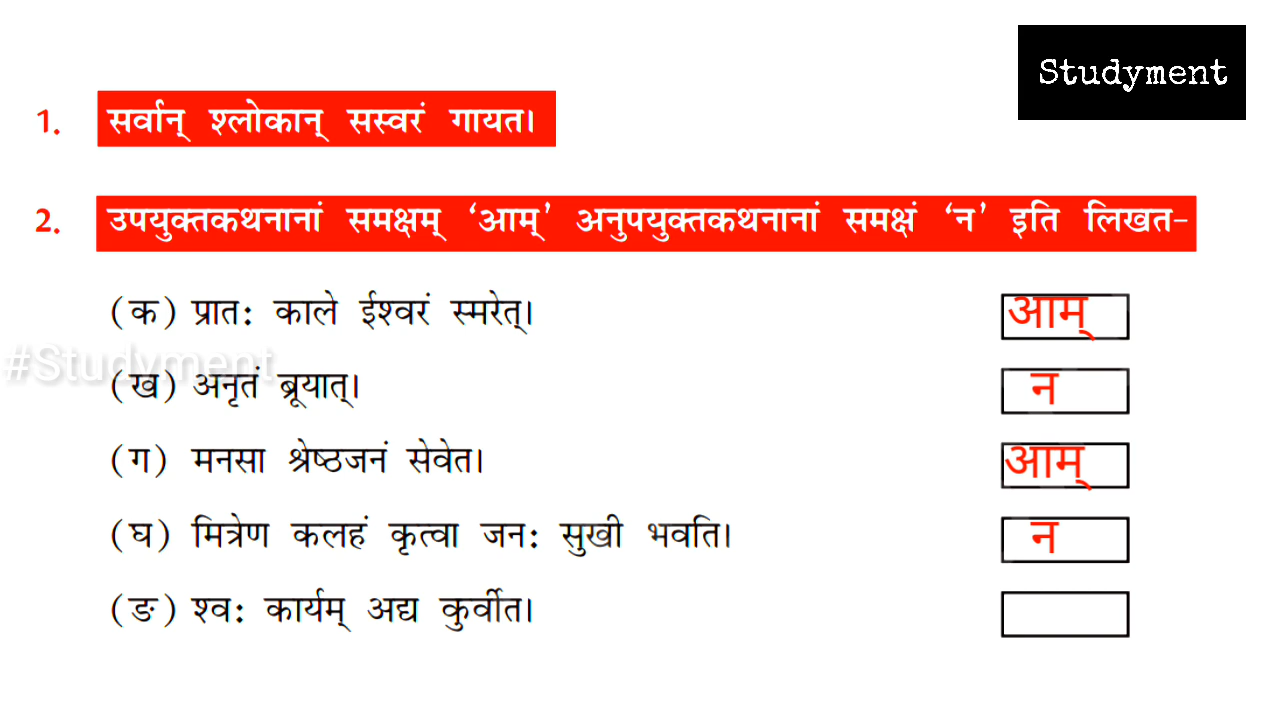 Studyment
1. सर्वान् श्लोकान् सस्वरं गायत।
2. उपयुक्तकथनानां समक्षम् ‘आम्’ अनुपयुक्तकथनानां समक्षं ‘न’ इति लिखत-
(क) प्रातः काले ईश्वरं स्मरेत्। आम्
#Studyment
(ख) अनृतं ब्रूयात्। न
(ग) मनसा श्रेष्ठजनं सेवेत। आम्
(घ) मित्रेण कलहं कृत्वा जनः सुखी भवति। न
(ङ) श्वः कार्यम् अद्य कुर्वीत।